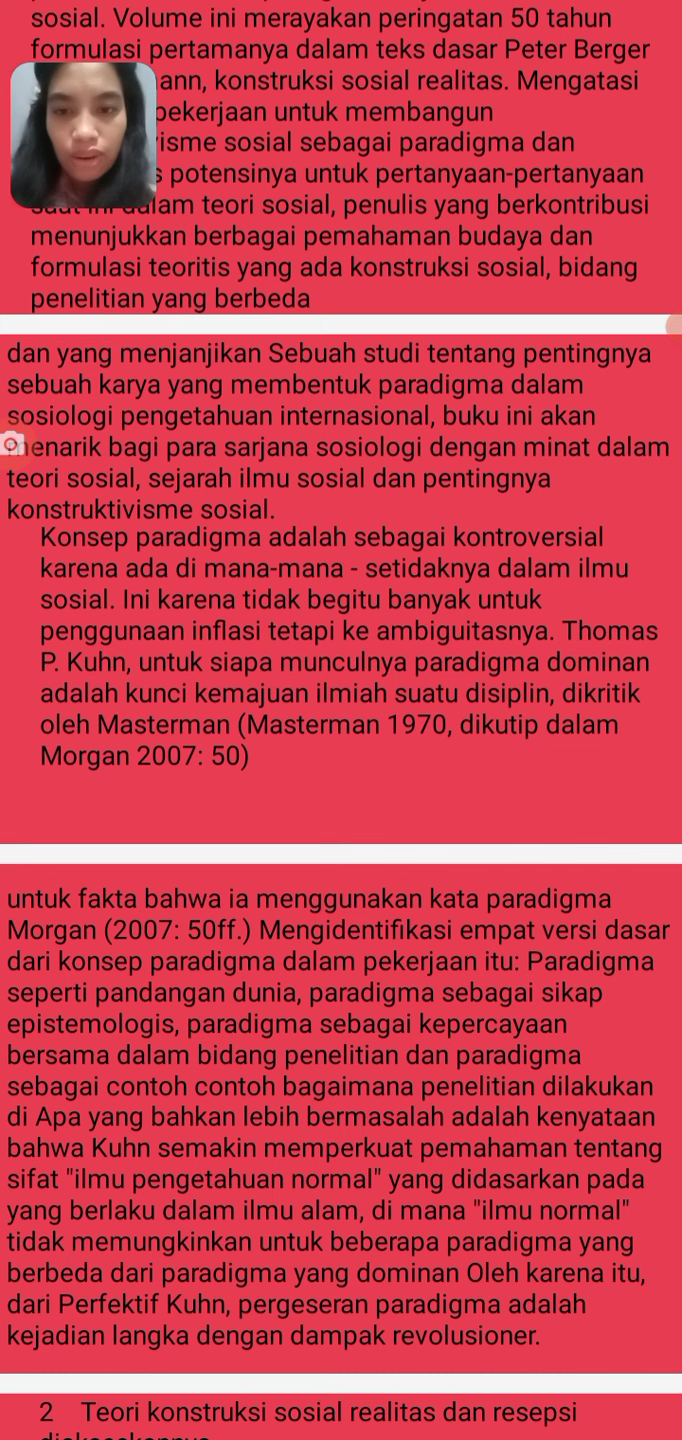 sosial. Volume ini merayakan peringatan 50 tahun
formulasi pertamanya dalam teks dasar Peter Berger
ann, konstruksi sosial realitas. Mengatasi
pekerjaan untuk membangun
isme sosial sebagai paradigma dan
s potensinya untuk pertanyaan-pertanyaan
saat ini dalam teori sosial, penulis yang berkontribusi
menunjukkan berbagai pemahaman budaya dan
formulasi teoritis yang ada konstruksi sosial, bidang
penelitian yang berbeda
dan yang menjanjikan Sebuah studi tentang pentingnya
sebuah karya yang membentuk paradigma dalam
sosiologi pengetahuan internasional, buku ini akan
menarik bagi para sarjana sosiologi dengan minat dalam
teori sosial, sejarah ilmu sosial dan pentingnya
konstruktivisme sosial.
Konsep paradigma adalah sebagai kontroversial
karena ada di mana-mana - setidaknya dalam ilmu
sosial. Ini karena tidak begitu banyak untuk
penggunaan inflasi tetapi ke ambiguitasnya. Thomas
P. Kuhn, untuk siapa munculnya paradigma dominan
adalah kunci kemajuan ilmiah suatu disiplin, dikritik
oleh Masterman (Masterman 1970, dikutip dalam
Morgan 2007: 50)
untuk fakta bahwa ia menggunakan kata paradigma
Morgan (2007: 50ff.) Mengidentifikasi empat versi dasar
dari konsep paradigma dalam pekerjaan itu: Paradigma
seperti pandangan dunia, paradigma sebagai sikap
epistemologis, paradigma sebagai kepercayaan
bersama dalam bidang penelitian dan paradigma
sebagai contoh contoh bagaimana penelitian dilakukan
di Apa yang bahkan lebih bermasalah adalah kenyataan
bahwa Kuhn semakin memperkuat pemahaman tentang
sifat "ilmu pengetahuan normal" yang didasarkan pada
yang berlaku dalam ilmu alam, di mana "ilmu normal"
tidak memungkinkan untuk beberapa paradigma yang
berbeda dari paradigma yang dominan Oleh karena itu,
dari Perfektif Kuhn, pergeseran paradigma adalah
kejadian langka dengan dampak revolusioner.
2 Teori konstruksi sosial realitas dan resepsi